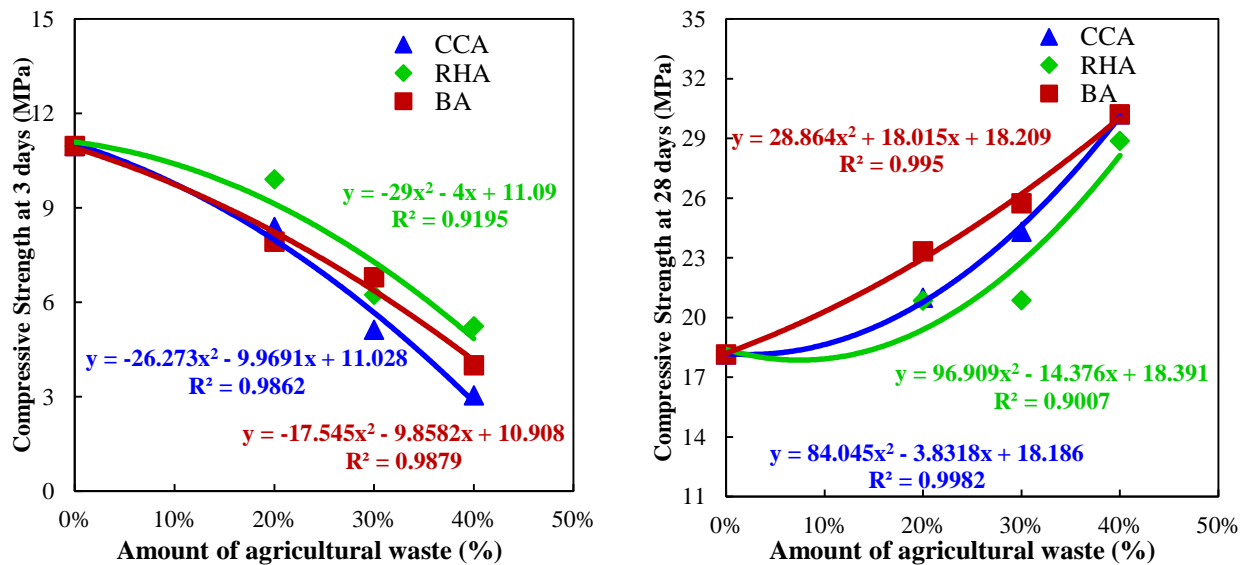 Compressive Strength at 3 days (MPa)
15
12
9
6
3
0
CCA
RHA
BA
y = -29x² - 4x + 11.09
R² = 0.9195
y = -26.273x² - 9.9691x + 11.028
R² = 0.9862
y = -17.545x² - 9.8582x + 10.908
R² = 0.9879
0% 10% 20% 30% 40% 50%
Amount of agricultural waste (%)
Compressive Strength at 28 days (MPa)
35
32
29
26
23
20
17
14
11
CCA
RHA
BA
y = 28.864x² + 18.015x + 18.209
R² = 0.995
y = 96.909x² - 14.376x + 18.391
R² = 0.9007
y = 84.045x² - 3.8318x + 18.186
R² = 0.9982
0% 10% 20% 30% 40% 50%
Amount of agricultural waste (%)